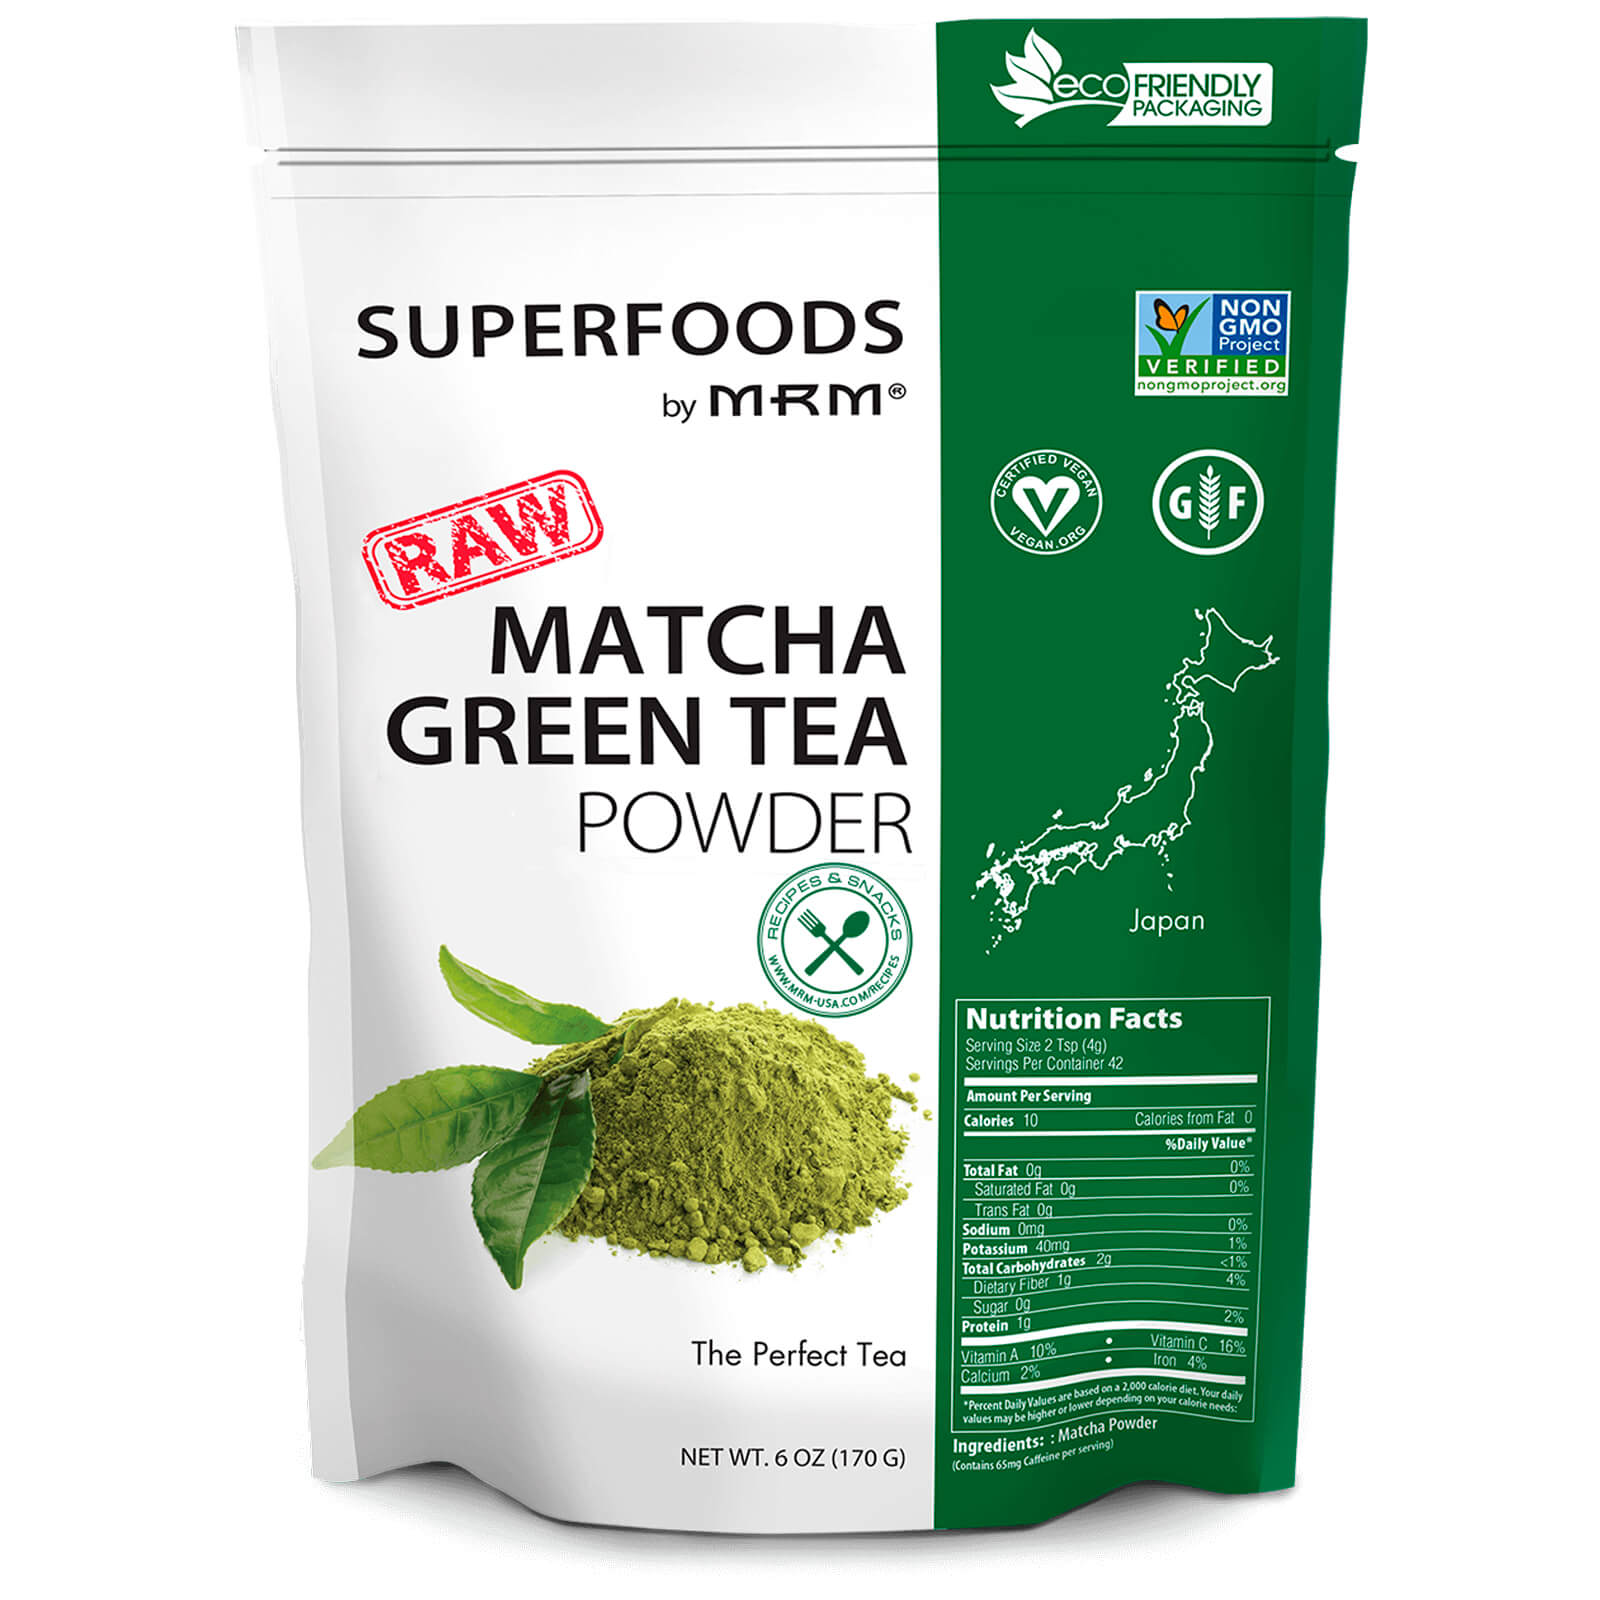 eco FRIENDLY
PACKAGING
SUPERFOODS
by MRM®
RAW
MATCHA
GREEN TEA
POWDER
RECIPES & SNACKS
WWW.MRM-USA.COM/RECIPES
The Perfect Tea
NET WT. 6 OZ (170 G)
NON
GMO
Project
VERIFIED
nongmoproject.org
CERTIFIED VEGAN
V
VEGAN.ORG
G F
Japan
Nutrition Facts
Serving Size 2 Tsp (4g)
Servings Per Container 42
Amount Per Serving
Calories 10 Calories from Fat 0
%Daily Value*
Total Fat 0g 0%
Saturated Fat 0g 0%
Trans Fat 0g
Sodium 0mg 0%
Potassium 40mg 1%
Total Carbohydrates 2g <1%
Dietary Fiber 1g 4%
Sugar 0g
Protein 1g 2%
Vitamin A 10% • Vitamin C 16%
Calcium 2% • Iron 4%
*Percent Daily Values are based on a 2,000 calorie diet. Your daily
values may be higher or lower depending on your calorie needs:
Ingredients: : Matcha Powder
(Contains 65mg Caffeine per serving)